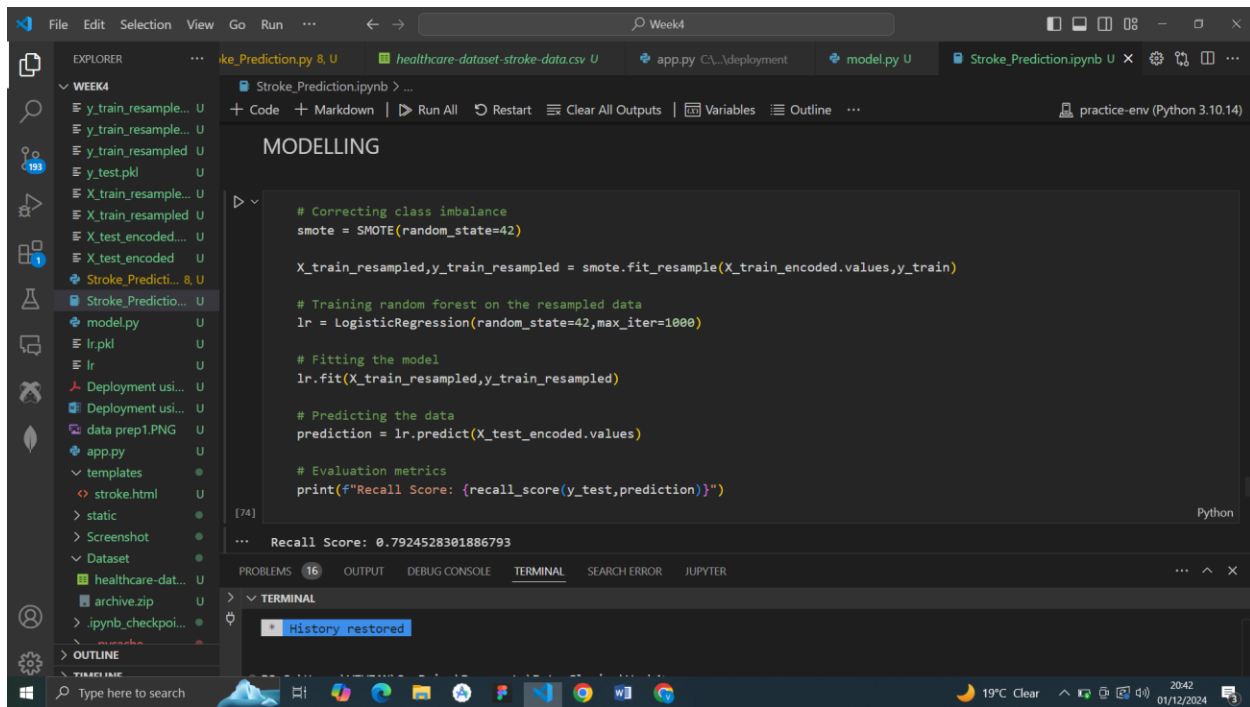 File Edit Selection View Go Run ··· Week4
EXPLORER ···
WEEK4
y_train_resample... U
y_train_resample... U
y_train_resampled U
y_test.pkl U
X_train_resample... U
X_train_resampled U
X_test_encoded.... U
X_test_encoded U
Stroke_Predicti... 8, U
Stroke_Predictio... U
model.py U
lr.pkl U
lr U
Deployment usi... U
Deployment usi... U
data prep1.PNG U
app.py U
templates
stroke.html U
static
Screenshot
Dataset
healthcare-dat... U
archive.zip U
.ipynb_checkpoi...
OUTLINE
TIMELINE
193
1
ke_Prediction.py 8, U healthcare-dataset-stroke-data.csv U app.py C:\...\deployment model.py U Stroke_Prediction.ipynb U
Stroke_Prediction.ipynb > ...
+ Code + Markdown | Run All Restart Clear All Outputs | Variables Outline ··· practice-env (Python 3.10.14)
MODELLING
# Correcting class imbalance
smote = SMOTE(random_state=42)
X_train_resampled,y_train_resampled = smote.fit_resample(X_train_encoded.values,y_train)
# Training random forest on the resampled data
lr = LogisticRegression(random_state=42,max_iter=1000)
# Fitting the model
lr.fit(X_train_resampled,y_train_resampled)
# Predicting the data
prediction = lr.predict(X_test_encoded.values)
# Evaluation metrics
print(f"Recall Score: {recall_score(y_test,prediction)}")
[74] Python
··· Recall Score: 0.7924528301886793
PROBLEMS 16 OUTPUT DEBUG CONSOLE TERMINAL SEARCH ERROR JUPYTER ···
TERMINAL
* History restored
Type here to search 19°C Clear 20:42
01/12/2024 3